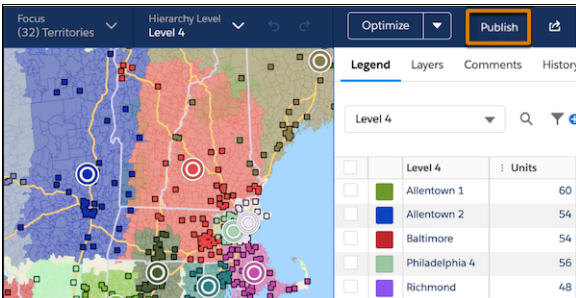 Focus
(32) Territories
Hierarchy Level
Level 4
Optimize
Publish
Legend Layers Comments History
Level 4
Level 4 Units
Allentown 1 60
Allentown 2 54
Baltimore 54
Philadelphia 4 56
Richmond 48